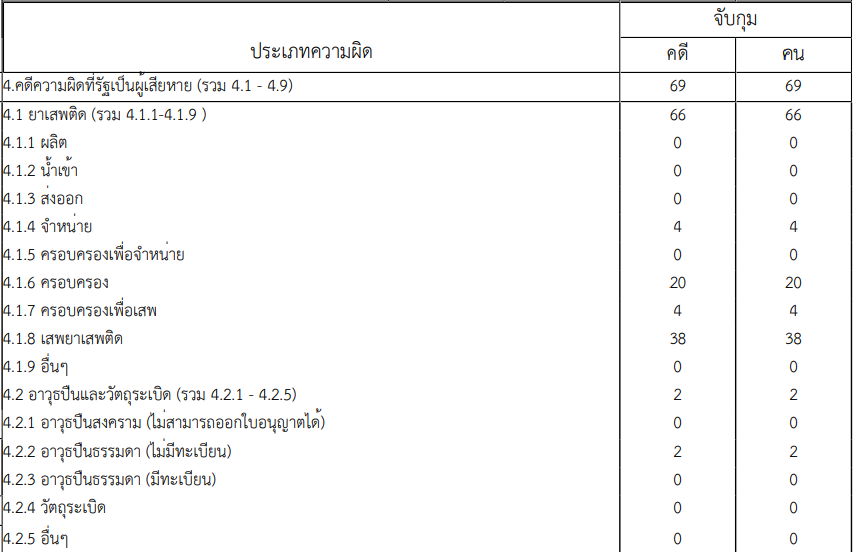 จับกุม
ประเภทความผิด คดี คน
4.คดีความผิดที่รัฐเป็นผู้เสียหาย (รวม 4.1 - 4.9) 69 69
4.1 ยาเสพติด (รวม 4.1.1-4.1.9 ) 66 66
4.1.1 ผลิต 0 0
4.1.2 น้ำเข้า 0 0
4.1.3 ส่งออก 0 0
4.1.4 จำหน่าย 4 4
4.1.5 ครอบครองเพื่อจำหน่าย 0 0
4.1.6 ครอบครอง 20 20
4.1.7 ครอบครองเพื่อเสพ 4 4
4.1.8 เสพยาเสพติด 38 38
4.1.9 อื่นๆ 0 0
4.2 อาวุธปืนและวัตถุระเบิด (รวม 4.2.1 - 4.2.5) 2 2
4.2.1 อาวุธปืนสงคราม (ไม่สามารถออกใบอนุญาตได้) 0 0
4.2.2 อาวุธปืนธรรมดา (ไม่มีทะเบียน) 2 2
4.2.3 อาวุธปืนธรรมดา (มีทะเบียน) 0 0
4.2.4 วัตถุระเบิด 0 0
4.2.5 อื่นๆ 0 0